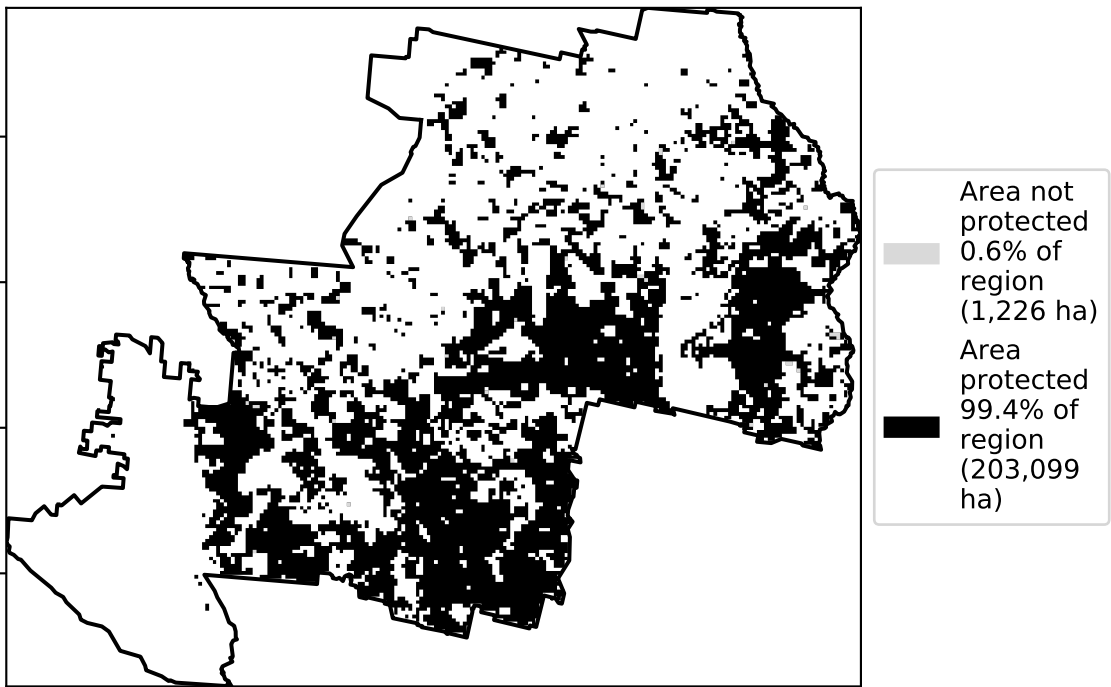 Area not
protected
0.6% of
region
(1,226 ha)
Area
protected
99.4% of
region
(203,099
ha)